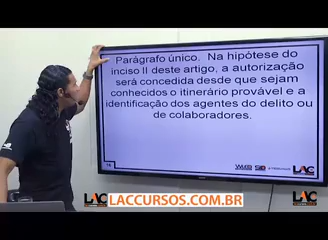 Parágrafo único. Na hipótese do
inciso II deste artigo, a autorização
será concedida desde que sejam
conhecidos o itinerário provável e a
identificação dos agentes do delito ou
de colaboradores.
LAC
LAC
LAC
LACCURSOS.COM.BR